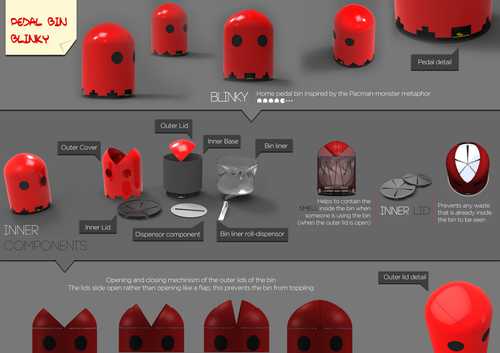 PEDAL BIN
BLINKY
Pedal detail
BLINKY
Home pedal bin inspired by the Pacman monster metaphor
Outer Lid
Outer Cover
Inner Base
Bin liner
Inner Lid
Dispensor component
Bin liner roll-dispensor
INNER
COMPONENTS
Helps to contain the
SMELL
inside the bin when
someone is using the bin
(when the outer lid is open)
INNER LID
Prevents any waste
that is already inside
the bin to be seen
Opening and closing mechinism of the outer lids of the bin
The lids slide open rather than opening like a flap, this prevents the bin from toppling
Outer lid detail